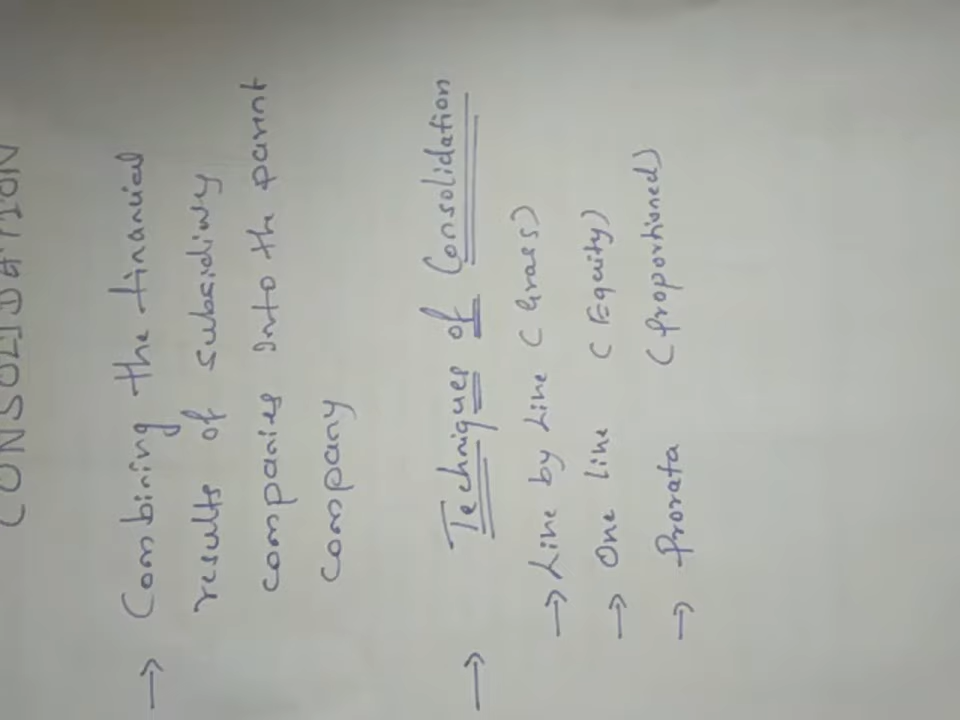 CONSOLIDATION
→ Combining the financial
results of subsidiary
companies Into the parent
company
→ Techniques of Consolidation
→ Line by Line (Gross)
→ One line (Equity)
→ Prorata (Proportioned)